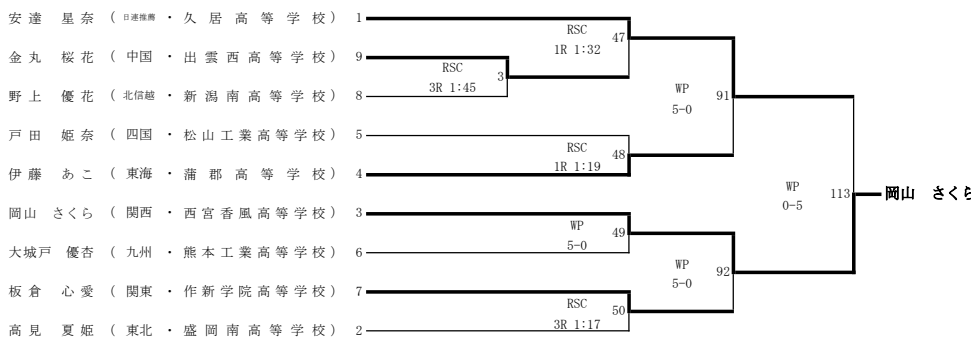 安達 星奈 ( 日連推薦 ・ 久居高等学校 ) 1
RSC
1R 1:32
47
金丸 桜花 ( 中国 ・ 出雲西高等学校 ) 9
RSC
3R 1:45
3
野上 優花 ( 北信越 ・ 新潟南高等学校 ) 8
WP
5-0
91
戸田 姫奈 ( 四国 ・ 松山工業高等学校 ) 5
RSC
1R 1:19
48
伊藤 あこ ( 東海 ・ 蒲郡高等学校 ) 4
WP
0-5
113
岡山 さくら
岡山 さくら ( 関西 ・ 西宮香風高等学校 ) 3
WP
5-0
49
大城戸 優杏 ( 九州 ・ 熊本工業高等学校 ) 6
WP
5-0
92
板倉 心愛 ( 関東 ・ 作新学院高等学校 ) 7
RSC
3R 1:17
50
高見 夏姫 ( 東北 ・ 盛岡南高等学校 ) 2